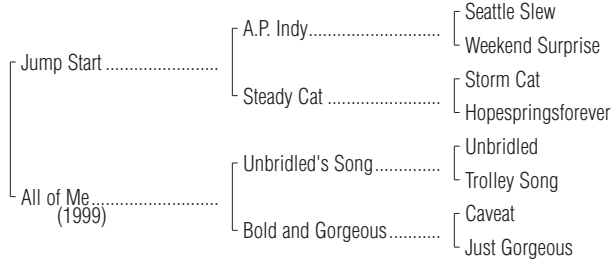 Seattle Slew
A.P. Indy..............................
Weekend Surprise
Jump Start .........................
Storm Cat
Steady Cat .........................
Hopespringsforever
Unbridled
Unbridled's Song...............
Trolley Song
All of Me............................
(1999)
Caveat
Bold and Gorgeous............
Just Gorgeous